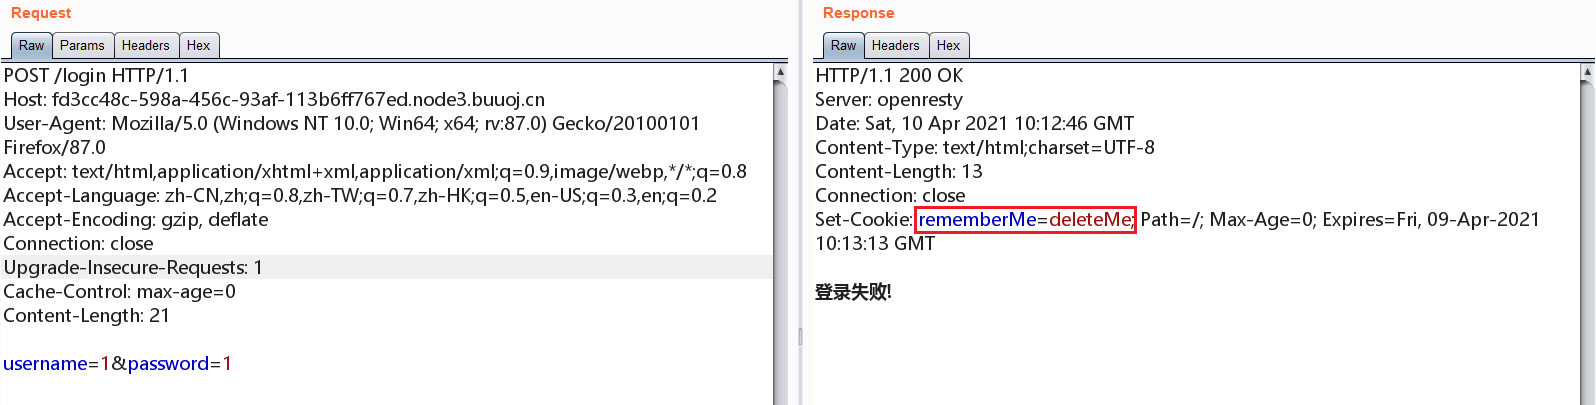 Request
Raw Params Headers Hex
POST /login HTTP/1.1
Host: fd3cc48c-598a-456c-93af-113b6ff767ed.node3.buuoj.cn
User-Agent: Mozilla/5.0 (Windows NT 10.0; Win64; x64; rv:87.0) Gecko/20100101
Firefox/87.0
Accept: text/html,application/xhtml+xml,application/xml;q=0.9,image/webp,*/*;q=0.8
Accept-Language: zh-CN,zh;q=0.8,zh-TW;q=0.7,zh-HK;q=0.5,en-US;q=0.3,en;q=0.2
Accept-Encoding: gzip, deflate
Connection: close
Upgrade-Insecure-Requests: 1
Cache-Control: max-age=0
Content-Length: 21
username=1&password=1
Response
Raw Headers Hex
HTTP/1.1 200 OK
Server: openresty
Date: Sat, 10 Apr 2021 10:12:46 GMT
Content-Type: text/html;charset=UTF-8
Content-Length: 13
Connection: close
Set-Cookie: rememberMe=deleteMe; Path=/; Max-Age=0; Expires=Fri, 09-Apr-2021
10:13:13 GMT
登录失败!